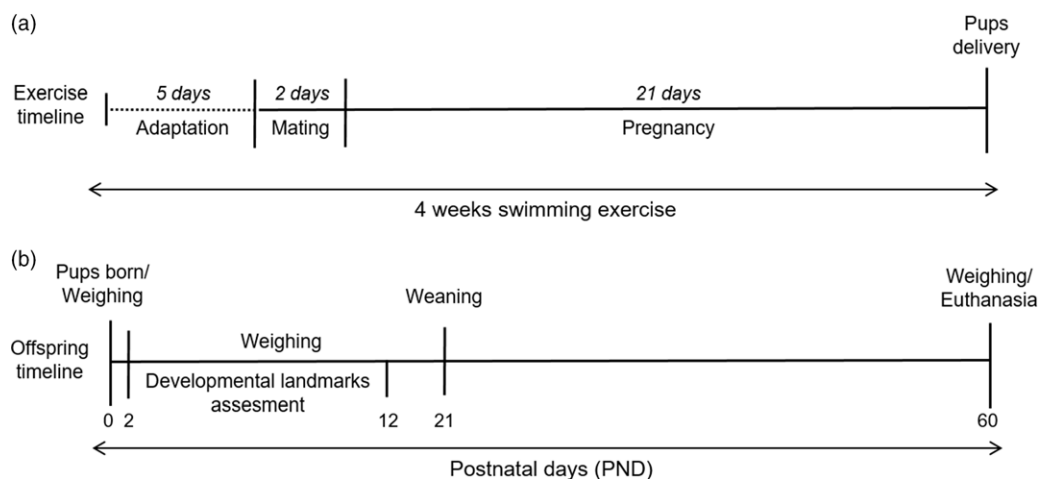 (a)
Pups
delivery
Exercise
timeline
5 days
2 days
21 days
Adaptation
Mating
Pregnancy
4 weeks swimming exercise
(b)
Pups born/
Weighing
Weaning
Weighing/
Euthanasia
Offspring
timeline
Weighing
Developmental landmarks
assesment
0
2
12
21
60
Postnatal days (PND)